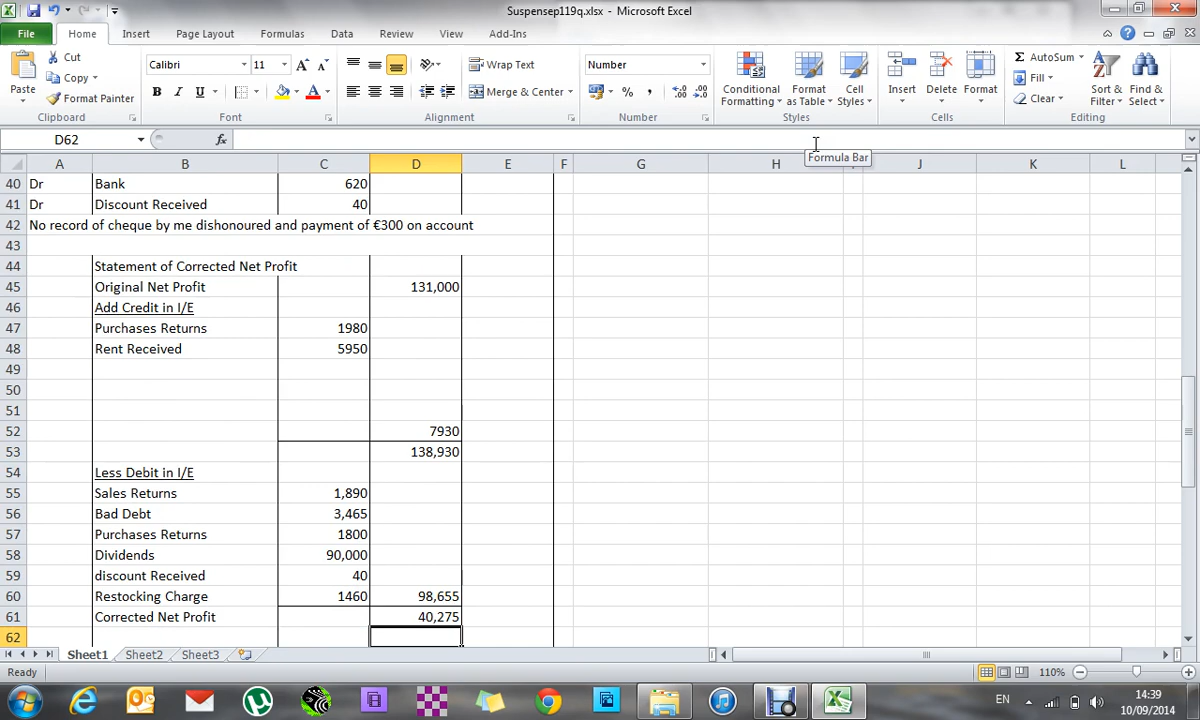 Suspensep119q.xlsx - Microsoft Excel
File Home Insert Page Layout Formulas Data Review View Add-Ins
Paste Cut Copy Format Painter Clipboard
Calibri 11 A A B I U A Font
Wrap Text Merge & Center Alignment
Number % , .0 .00 .00 .0 Number
Conditional Formatting Format as Table Cell Styles Styles
Insert Delete Format Cells
AutoSum Fill Clear Sort & Filter Find & Select Editing
D62 fx
Formula Bar
A B C D E F G H J K L
40 Dr Bank 620
41 Dr Discount Received 40
42 No record of cheque by me dishonoured and payment of €300 on account
43
44 Statement of Corrected Net Profit
45 Original Net Profit 131,000
46 Add Credit in I/E
47 Purchases Returns 1980
48 Rent Received 5950
49
50
51
52 7930
53 138,930
54 Less Debit in I/E
55 Sales Returns 1,890
56 Bad Debt 3,465
57 Purchases Returns 1800
58 Dividends 90,000
59 discount Received 40
60 Restocking Charge 1460 98,655
61 Corrected Net Profit 40,275
62
Sheet1 Sheet2 Sheet3
Ready 110%
EN 14:39
10/09/2014